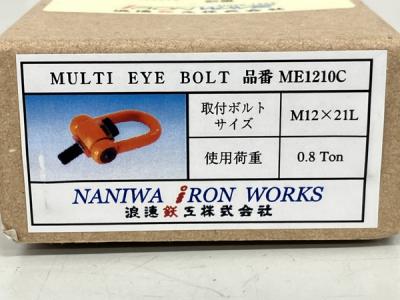 MULTI EYE BOLT 品番 ME1210C
取付ボルト
サイズ
M12×21L
使用荷重
0.8 Ton
NANIWA iRON WORKS
浪速鉄工株式会社